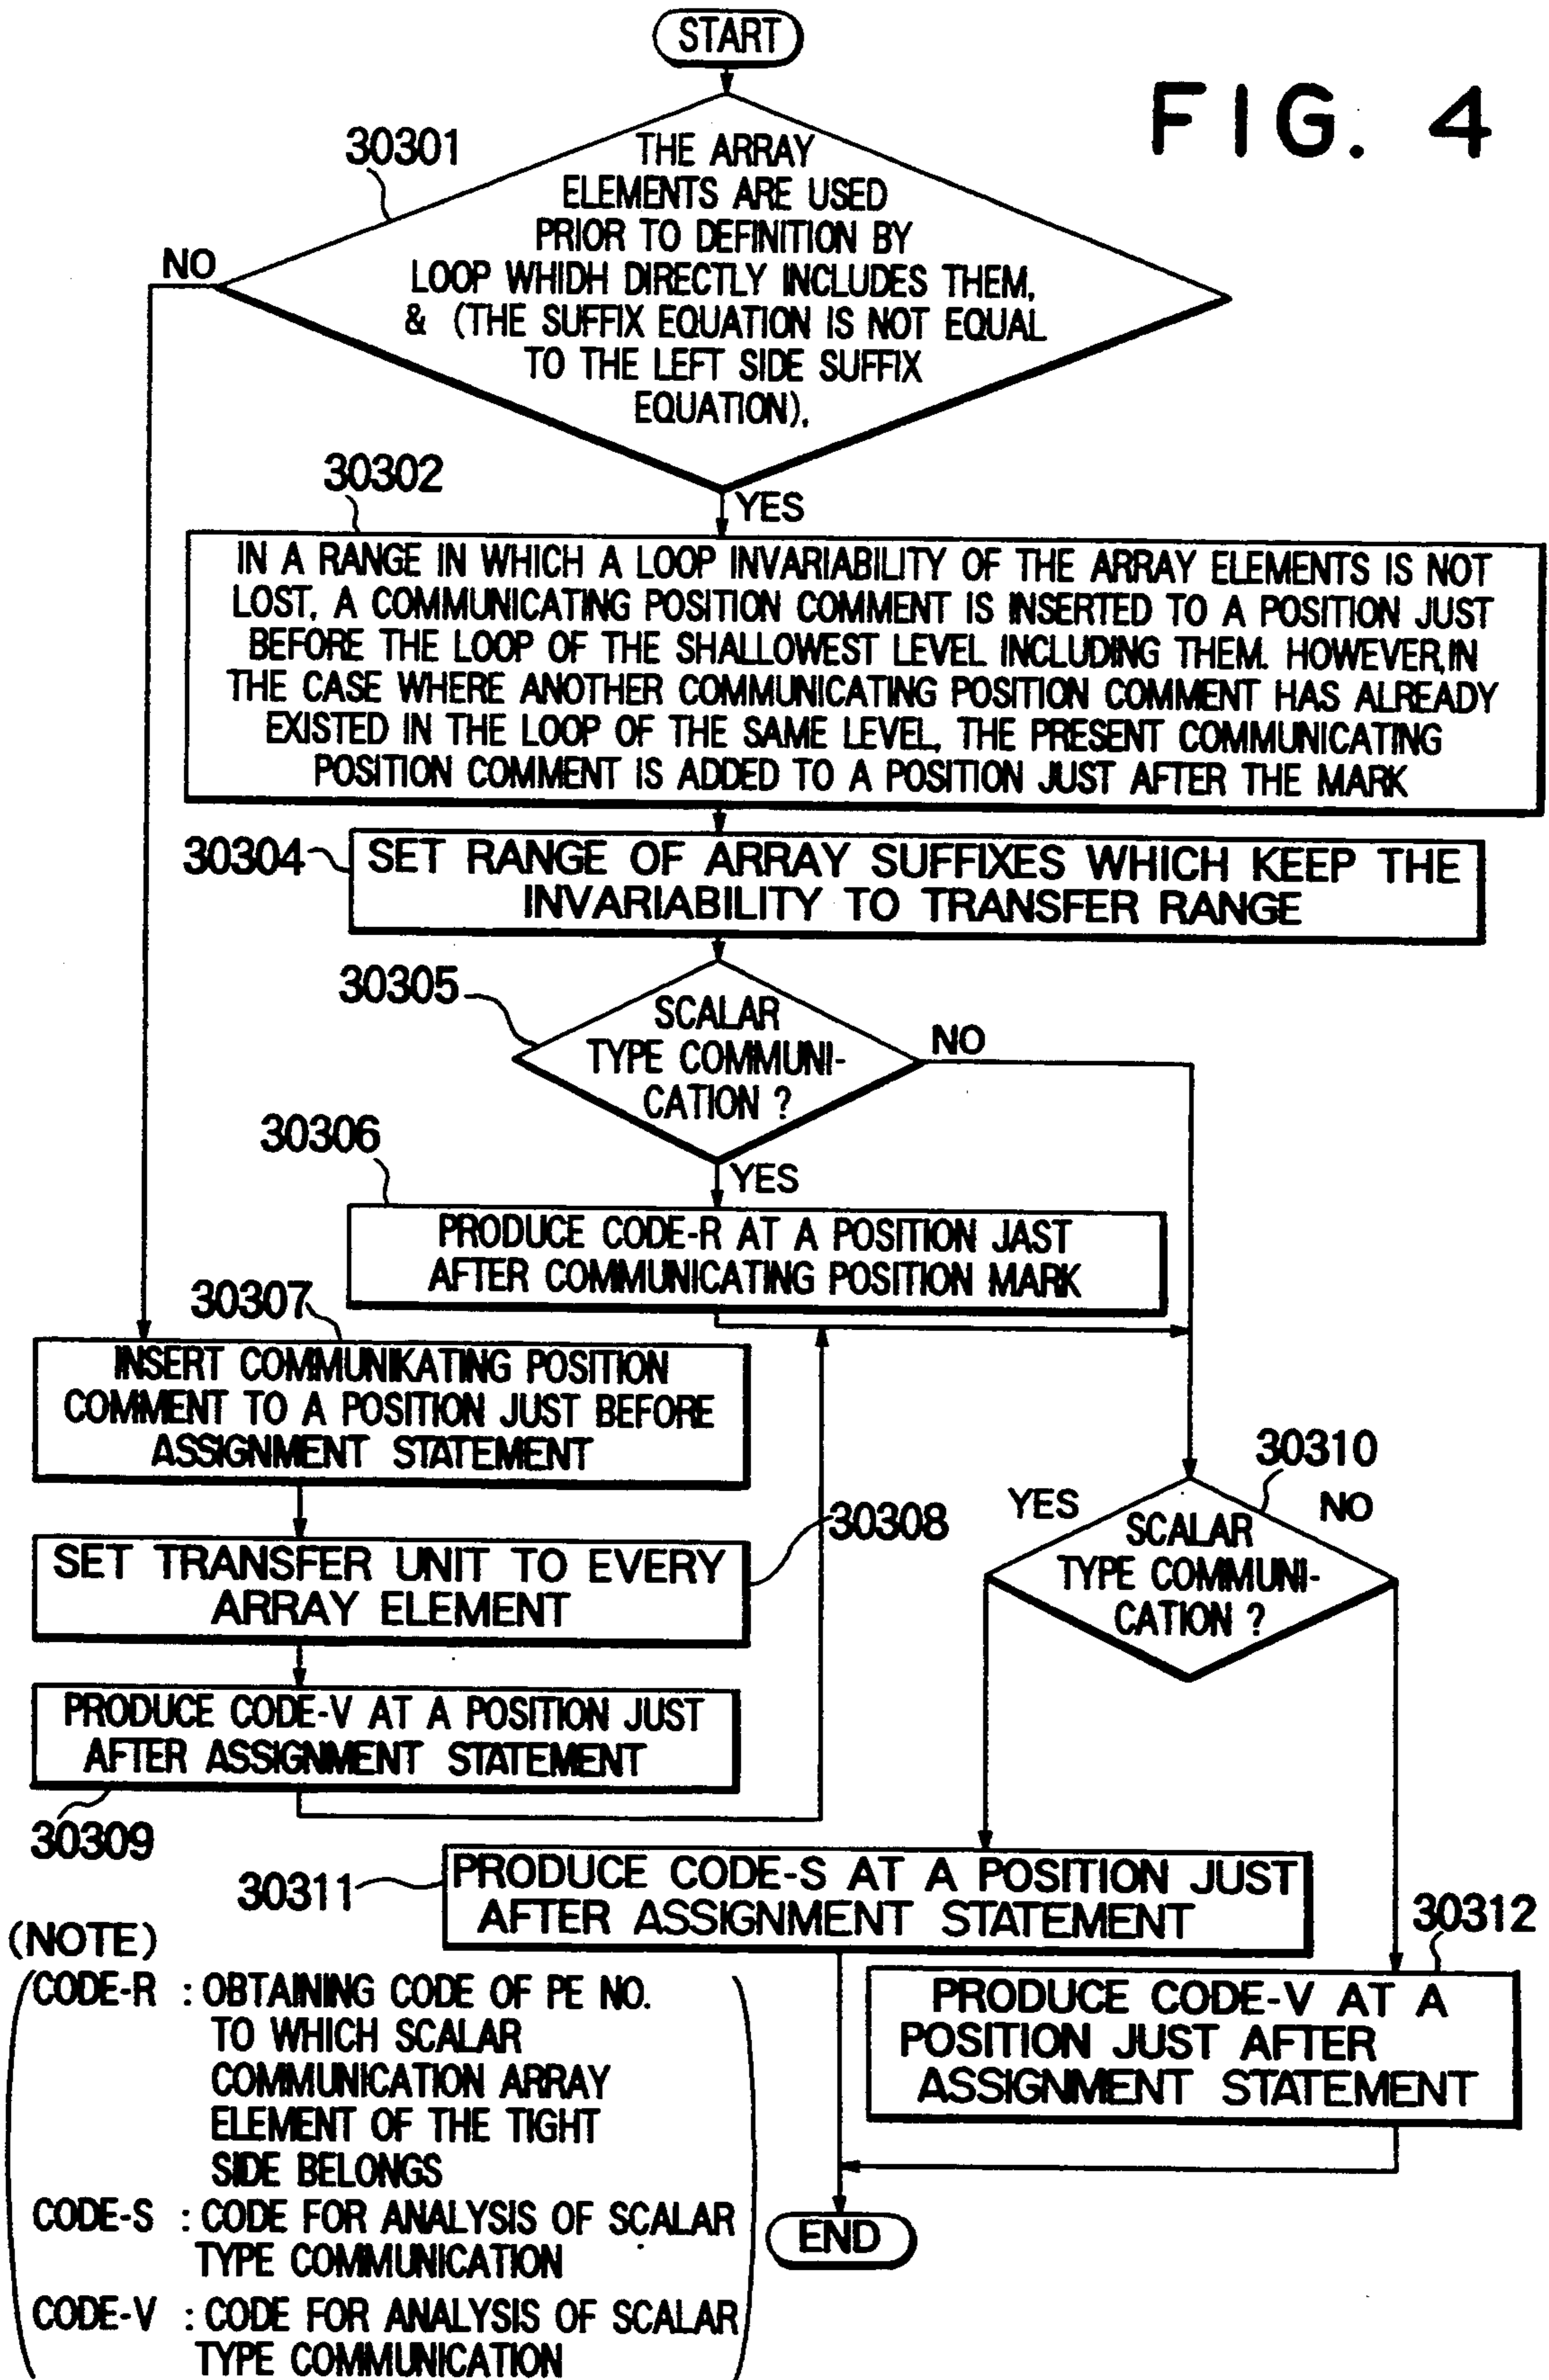 START
FIG. 4
30301
THE ARRAY
ELEMENTS ARE USED
PRIOR TO DEFINITION BY
LOOP WHIDH DIRECTLY INCLUDES THEM,
& (THE SUFFIX EQUATION IS NOT EQUAL
TO THE LEFT SIDE SUFFIX
EQUATION).
NO
YES
30302
IN A RANGE IN WHICH A LOOP INVARIABILITY OF THE ARRAY ELEMENTS IS NOT
LOST, A COMMUNICATING POSITION COMMENT IS INSERTED TO A POSITION JUST
BEFORE THE LOOP OF THE SHALLOWEST LEVEL INCLUDING THEM. HOWEVER, IN
THE CASE WHERE ANOTHER COMMUNICATING POSITION COMMENT HAS ALREADY
EXISTED IN THE LOOP OF THE SAME LEVEL, THE PRESENT COMMUNICATING
POSITION COMMENT IS ADDED TO A POSITION JUST AFTER THE MARK
30304
SET RANGE OF ARRAY SUFFIXES WHICH KEEP THE
INVARIABILITY TO TRANSFER RANGE
30305
SCALAR
TYPE COMMUNI-
CATION ?
NO
YES
30306
PRODUCE CODE-R AT A POSITION JAST
AFTER COMMUNICATING POSITION MARK
30307
INSERT COMMUNIKATING POSITION
COMMENT TO A POSITION JUST BEFORE
ASSIGNMENT STATEMENT
30308
SET TRANSFER UNIT TO EVERY
ARRAY ELEMENT
PRODUCE CODE-V AT A POSITION JUST
AFTER ASSIGNMENT STATEMENT
30309
30310
YES
NO
SCALAR
TYPE COMMUNI-
CATION ?
30311
PRODUCE CODE-S AT A POSITION JUST
AFTER ASSIGNMENT STATEMENT
30312
PRODUCE CODE-V AT A
POSITION JUST AFTER
ASSIGNMENT STATEMENT
END
(NOTE)
CODE-R : OBTAINING CODE OF PE NO.
TO WHICH SCALAR
COMMUNICATION ARRAY
ELEMENT OF THE TIGHT
SIDE BELONGS
CODE-S : CODE FOR ANALYSIS OF SCALAR
TYPE COMMUNICATION
CODE-V : CODE FOR ANALYSIS OF SCALAR
TYPE COMMUNICATION